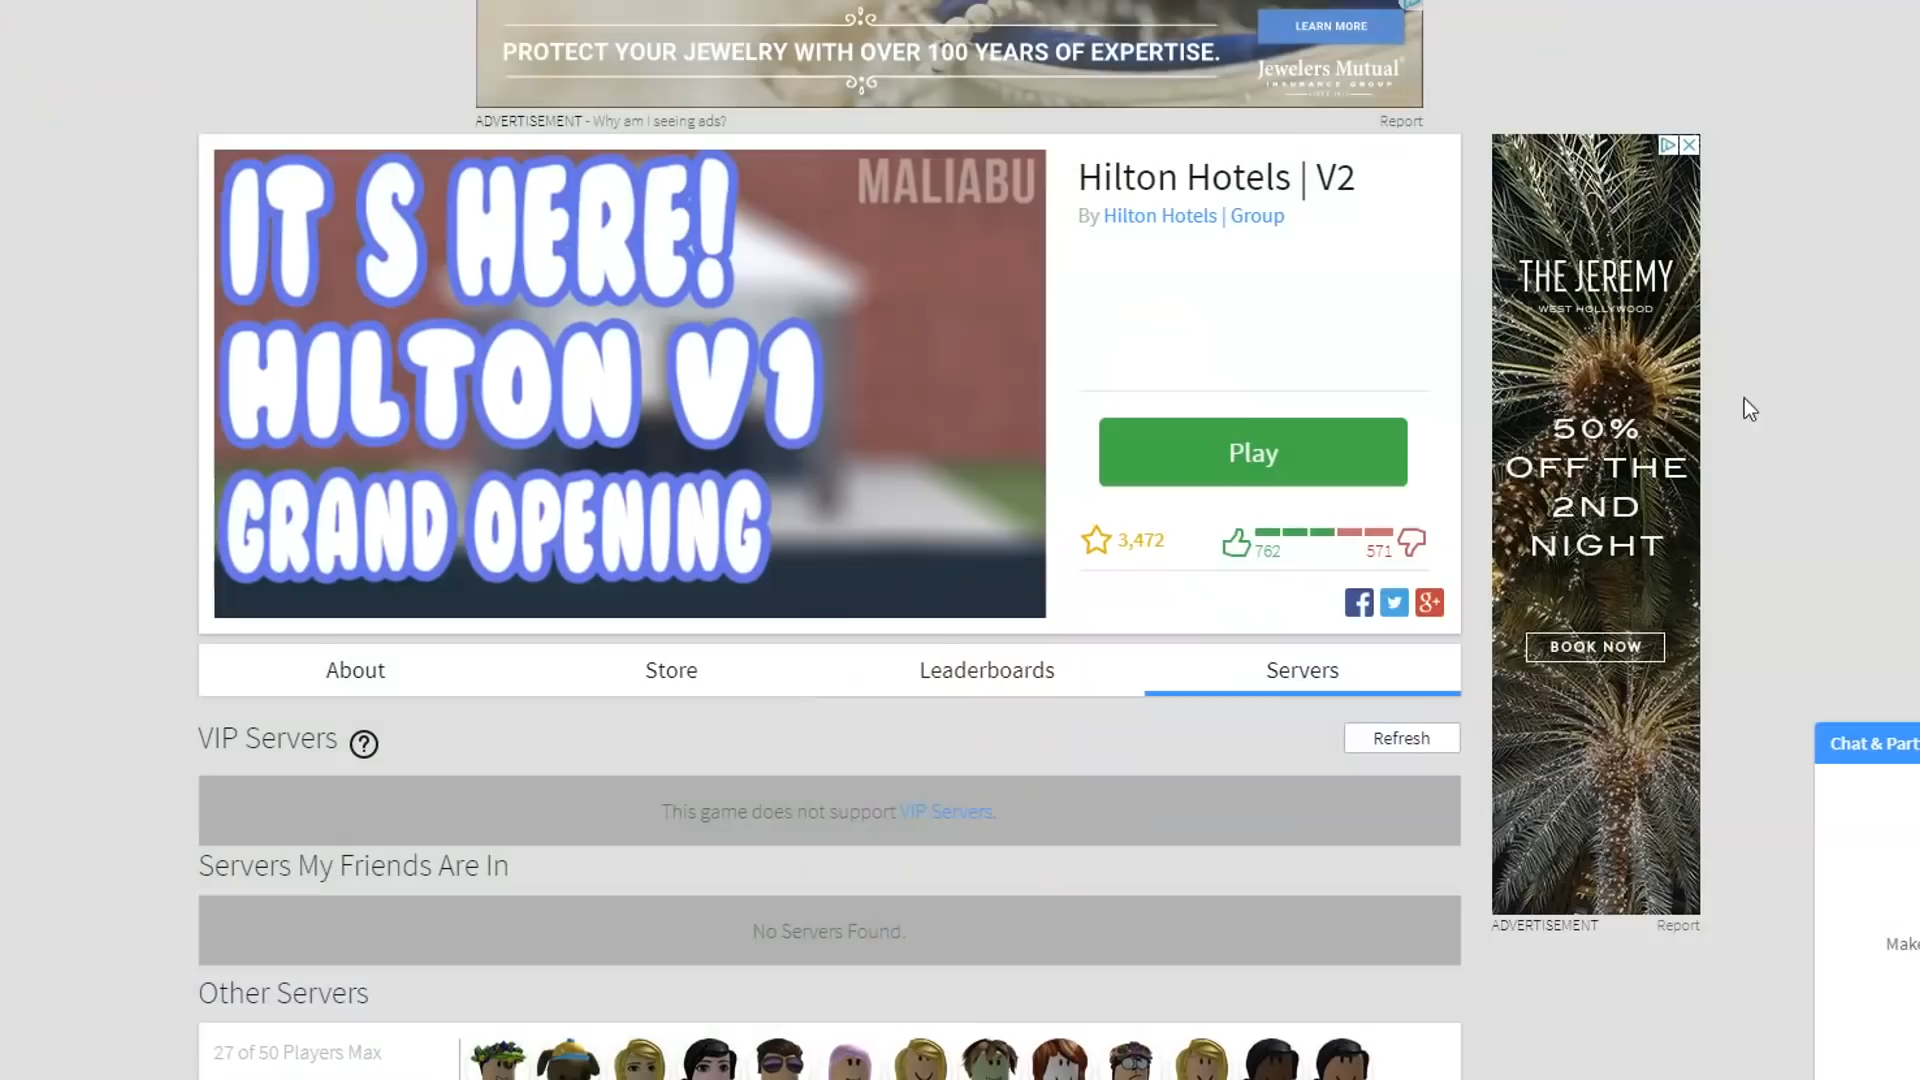 PROTECT YOUR JEWELRY WITH OVER 100 YEARS OF EXPERTISE.
LEARN MORE
Jewelers Mutual
INSURANCE GROUP
ADVERTISEMENT - Why am I seeing ads?
Report
IT S HERE!
HILTON V1
GRAND OPENING
MALIABU
Hilton Hotels | V2
By Hilton Hotels | Group
Play
3,472
762
571
THE JEREMY
WEST HOLLYWOOD
50%
OFF THE
2ND
NIGHT
BOOK NOW
ADVERTISEMENT
Report
About
Store
Leaderboards
Servers
VIP Servers
Refresh
This game does not support VIP Servers.
Servers My Friends Are In
No Servers Found.
Other Servers
27 of 50 Players Max
Chat & Part
Make